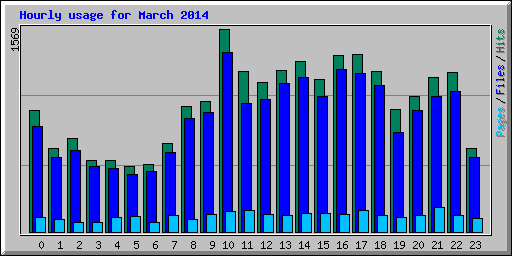 Hourly usage for March 2014
1569
Pages / Files / Hits
0 1 2 3 4 5 6 7 8 9 10 11 12 13 14 15 16 17 18 19 20 21 22 23